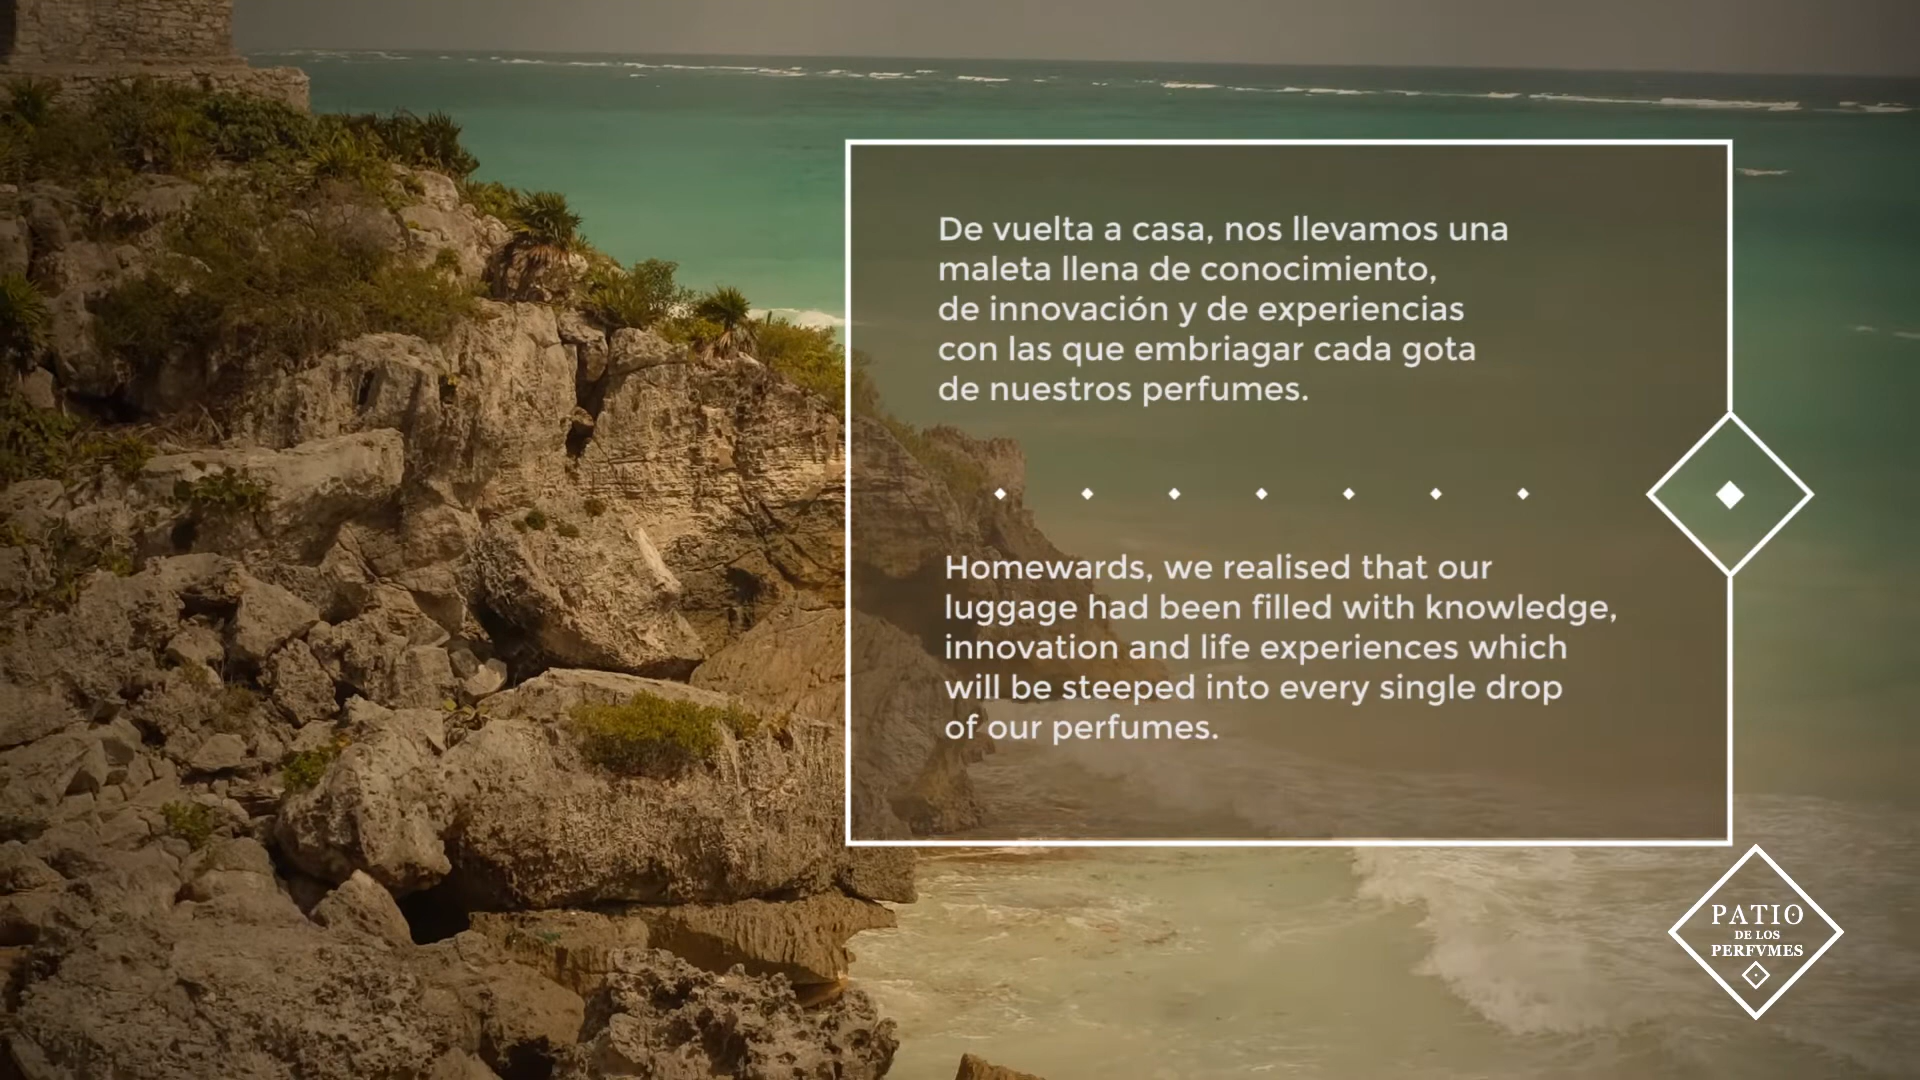 De vuelta a casa, nos llevamos una
maleta llena de conocimiento,
de innovación y de experiencias
con las que embriagar cada gota
de nuestros perfumes.
Homewards, we realised that our
luggage had been filled with knowledge,
innovation and life experiences which
will be steeped into every single drop
of our perfumes.
PATIO
DE LOS
PERFVMES